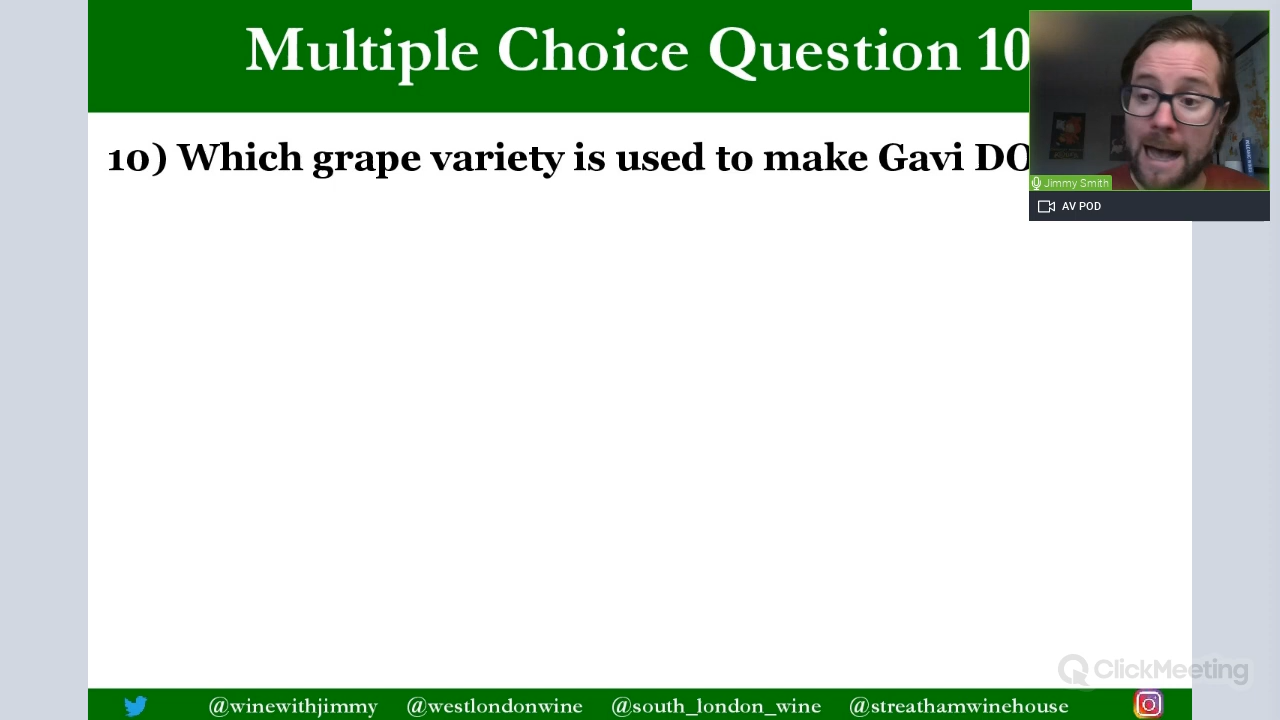 Multiple Choice Question 10
10) Which grape variety is used to make Gavi
Jimmy Smith
AV POD
ClickMeeting
@winewithjimmy @westlondonwine @south_london_wine @streathamwinehouse